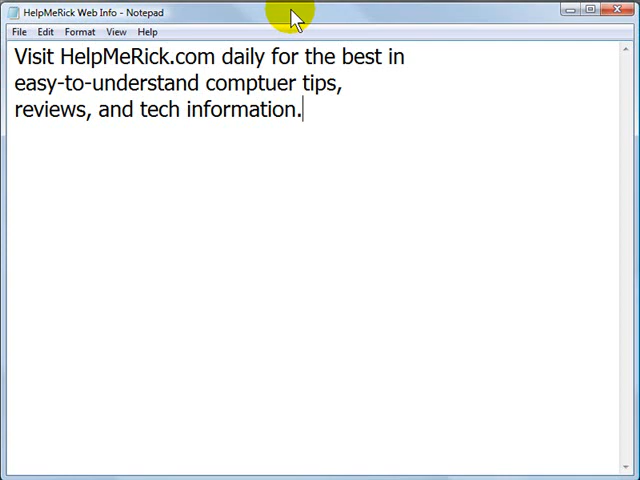 HelpMeRick Web Info - Notepad
File Edit Format View Help
Visit HelpMeRick.com daily for the best in
easy-to-understand comptuer tips,
reviews, and tech information.